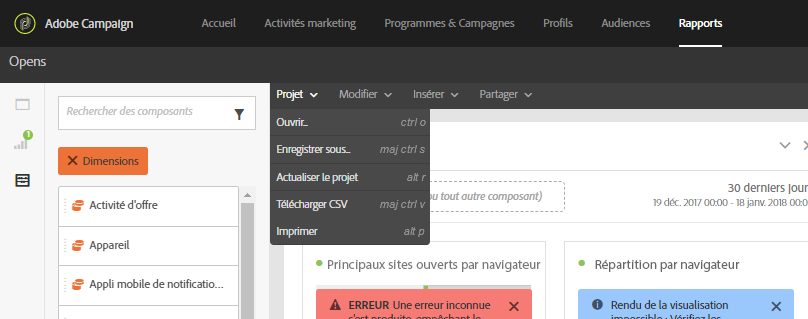 Adobe Campaign Accueil Activités marketing Programmes & Campagnes Profils Audiences Rapports
Opens
Projet Modifier Insérer Partager
Rechercher des composants
Ouvrir... ctrl o
Enregistrer sous... maj ctrl s
Actualiser le projet alt r
Télécharger CSV maj ctrl v
Imprimer alt p
1
Dimensions
Activité d'offre
Appareil
Appli mobile de notificatio...
ou tout autre composant)
30 derniers jour
19 déc. 2017 00:00 - 18 janv. 2018 00:0
Principaux sites ouverts par navigateur
ERREUR Une erreur inconnue
s'est produite, empêchant le
Répartition par navigateur
Rendu de la visualisation
impossible : Vérifiez les